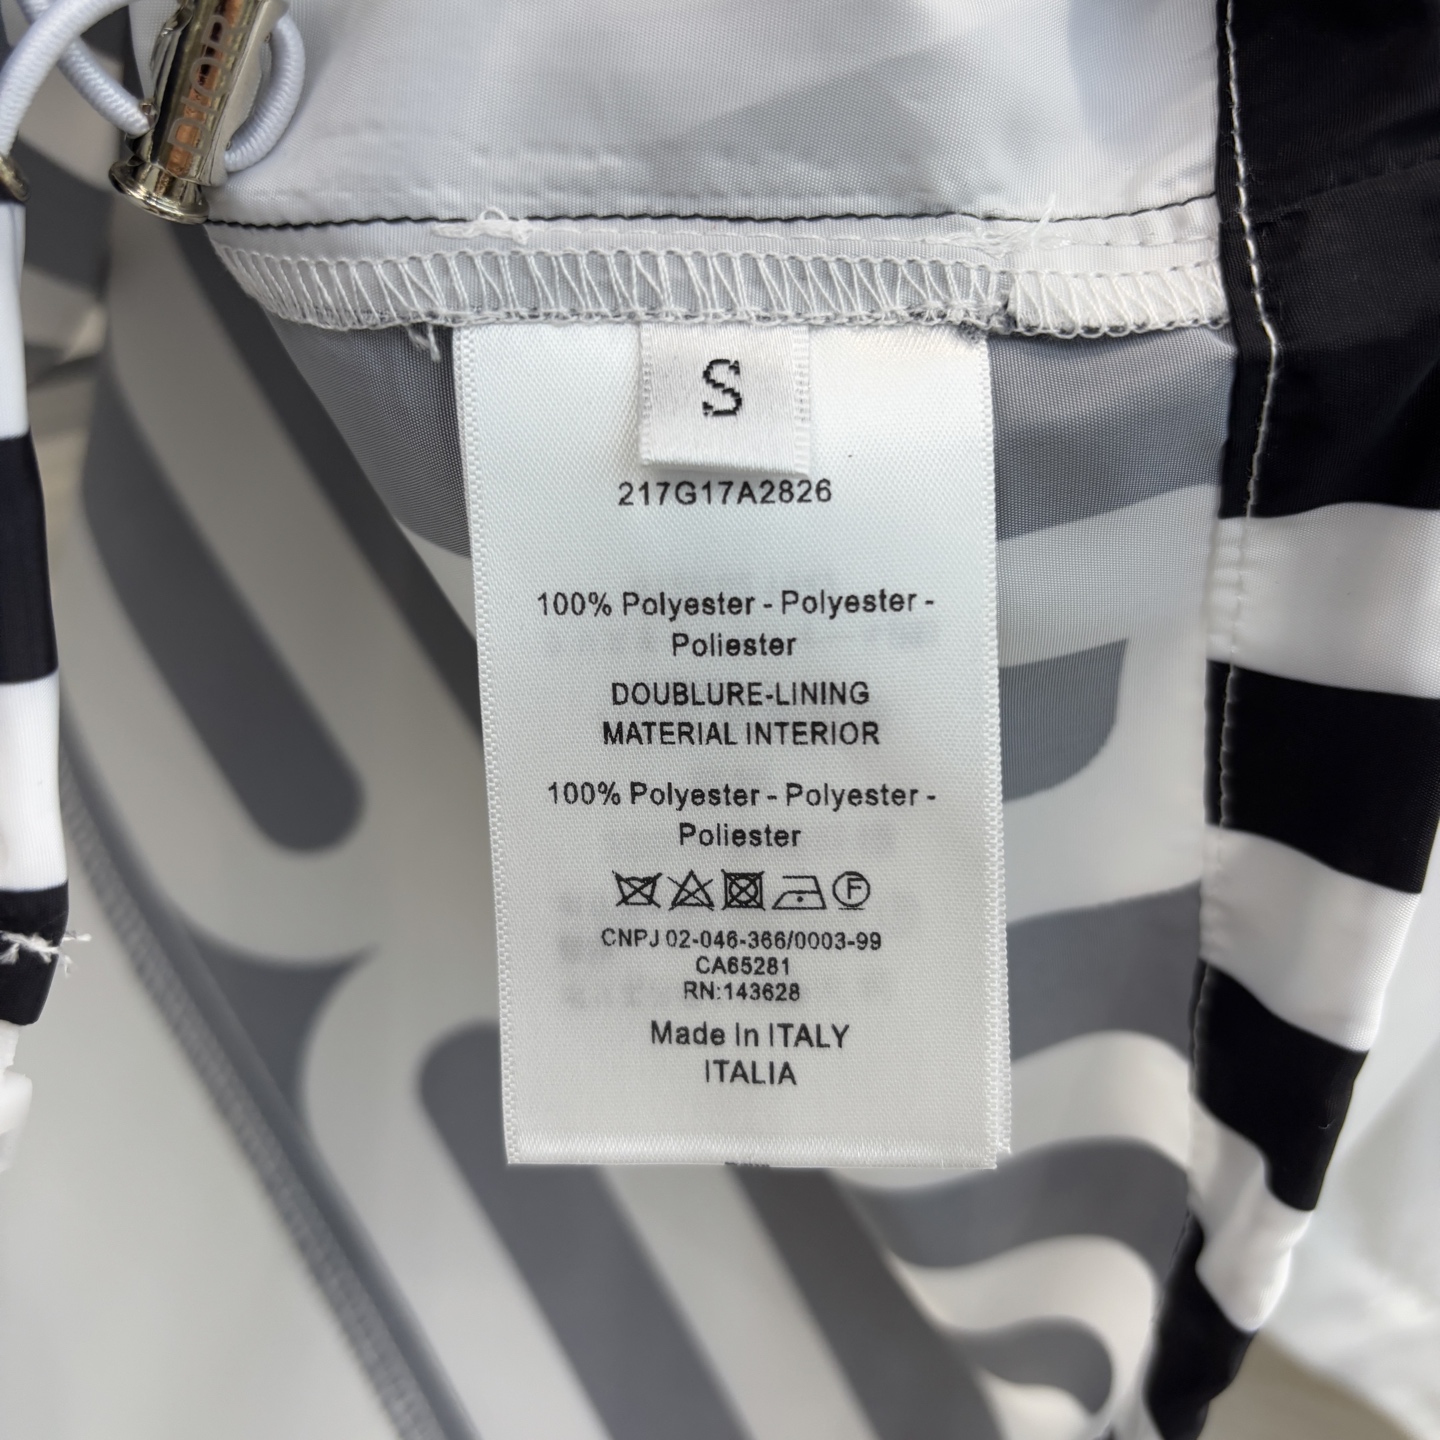 DIOR
S
217G17A2826
100% Polyester - Polyester -
Poliester
DOUBLURE-LINING
MATERIAL INTERIOR
100% Polyester - Polyester -
Poliester
F
CNPJ 02-046-366/0003-99
CA65281
RN:143628
Made In ITALY
ITALIA